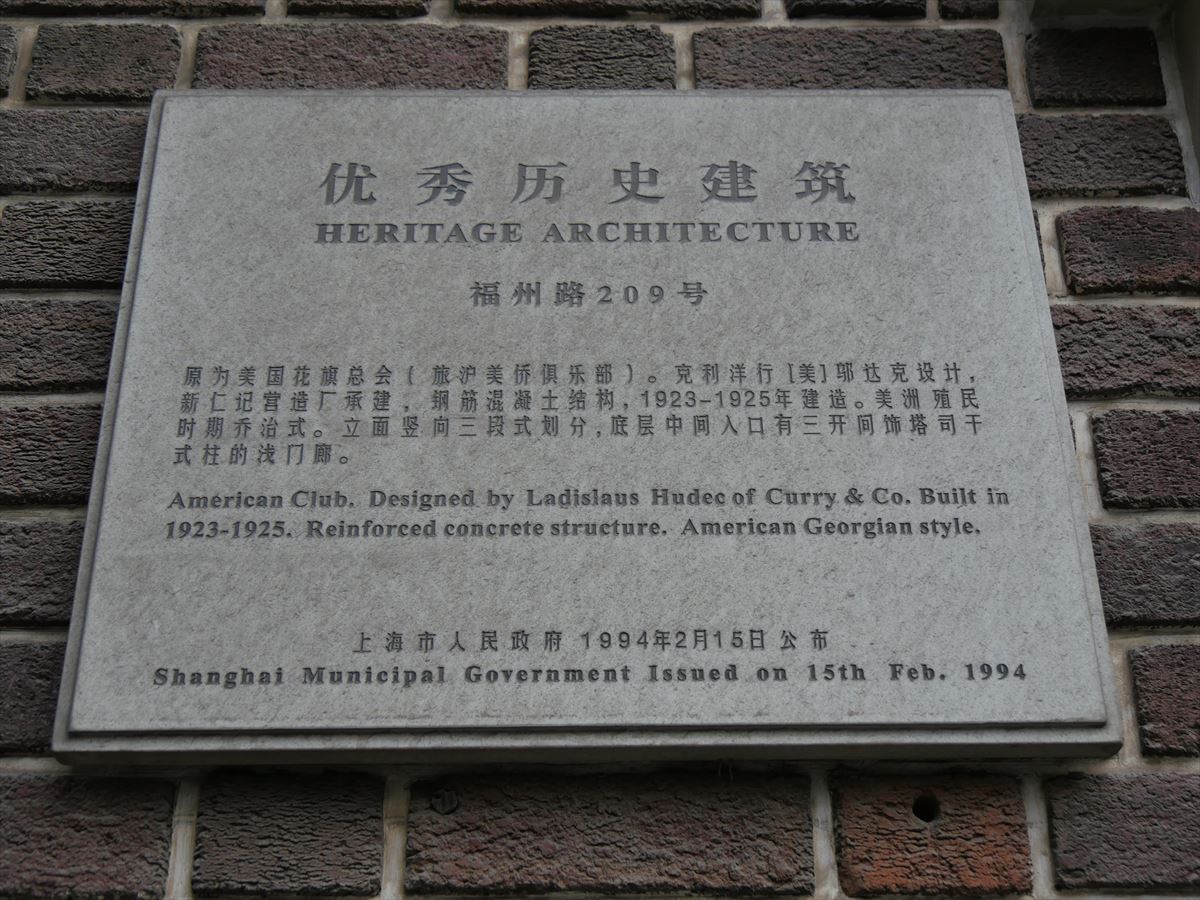 优秀历史建筑
HERITAGE ARCHITECTURE
福州路209号
原为美国花旗总会(旅沪美侨俱乐部)。克利洋行[美]邬达克设计,
新仁记营造厂承建,钢筋混凝土结构,1923-1925年建造。美洲殖民
时期乔治式。立面竖向三段式划分,底层中间入口有三开间饰塔司干
式柱的浅门廊。
American Club. Designed by Ladislaus Hudec of Curry & Co. Built in
1923-1925. Reinforced concrete structure. American Georgian style.
上海市人民政府 1994年2月15日公布
Shanghai Municipal Government Issued on 15th Feb. 1994